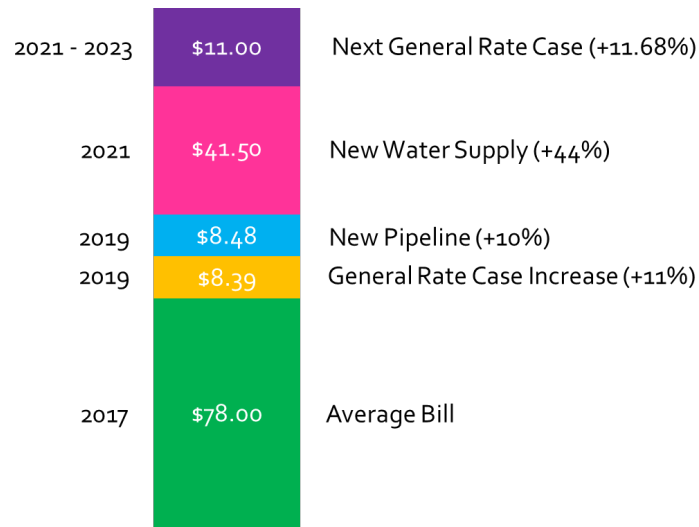 2021 - 2023 $11.00 Next General Rate Case (+11.68%)
2021 $41.50 New Water Supply (+44%)
2019 $8.48 New Pipeline (+10%)
2019 $8.39 General Rate Case Increase (+11%)
2017 $78.00 Average Bill